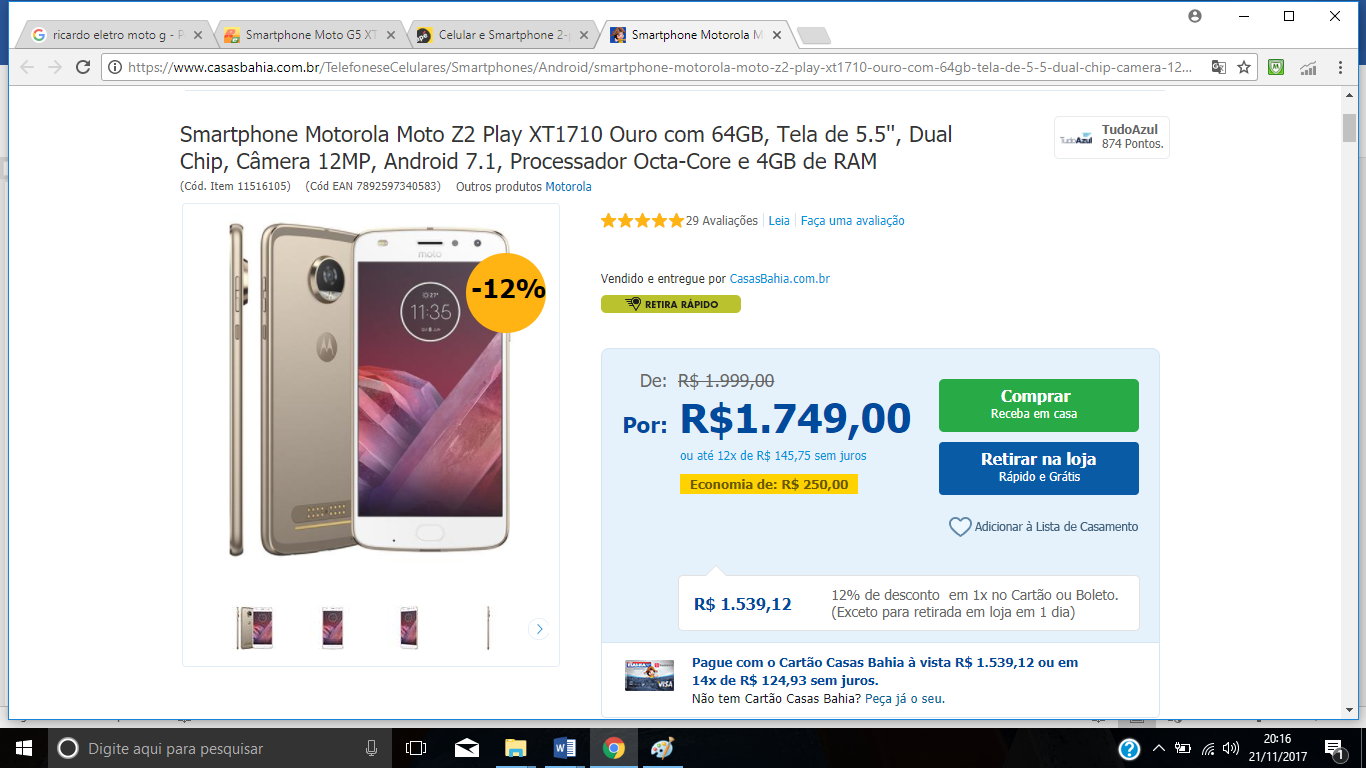 ricardo eletro moto g - P
Smartphone Moto G5 XT
Celular e Smartphone 2-
Smartphone Motorola M
https://www.casasbahia.com.br/TelefoneseCelulares/Smartphones/Android/smartphone-motorola-moto-z2-play-xt1710-ouro-com-64gb-tela-de-5-5-dual-chip-camera-12...
Smartphone Motorola Moto Z2 Play XT1710 Ouro com 64GB, Tela de 5.5'', Dual
Chip, Câmera 12MP, Android 7.1, Processador Octa-Core e 4GB de RAM
TudoAzul
TudoAzul
874 Pontos.
(Cód. Item 11516105) (Cód EAN 7892597340583) Outros produtos Motorola
29 Avaliações Leia Faça uma avaliação
moto
-12%
11:35
Vendido e entregue por CasasBahia.com.br
RETIRA RÁPIDO
De: R$ 1.999,00
Por: R$1.749,00
ou até 12x de R$ 145,75 sem juros
Economia de: R$ 250,00
Comprar
Receba em casa
Retirar na loja
Rápido e Grátis
Adicionar à Lista de Casamento
R$ 1.539,12
12% de desconto em 1x no Cartão ou Boleto.
(Exceto para retirada em loja em 1 dia)
VISA
Pague com o Cartão Casas Bahia à vista R$ 1.539,12 ou em
14x de R$ 124,93 sem juros.
Não tem Cartão Casas Bahia? Peça já o seu.
Digite aqui para pesquisar
20:16
21/11/2017
1